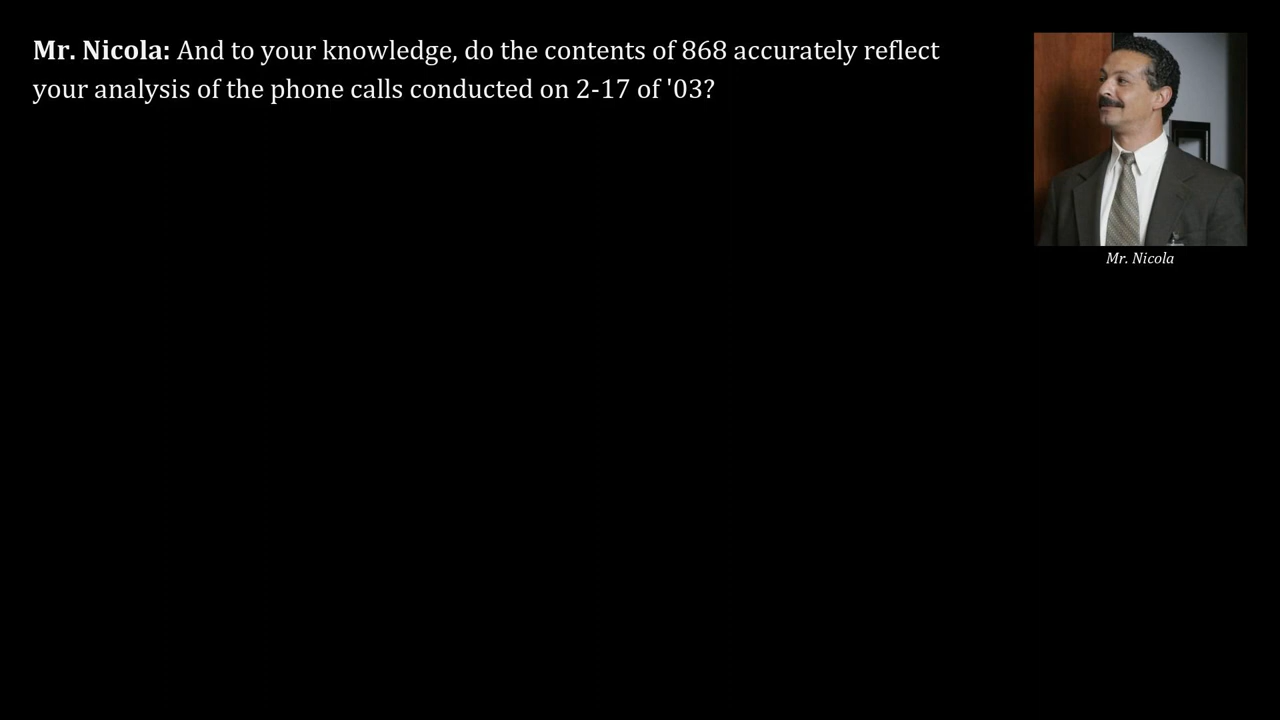 Mr. Nicola: And to your knowledge, do the contents of 868 accurately reflect
your analysis of the phone calls conducted on 2-17 of '03?
Mr. Nicola